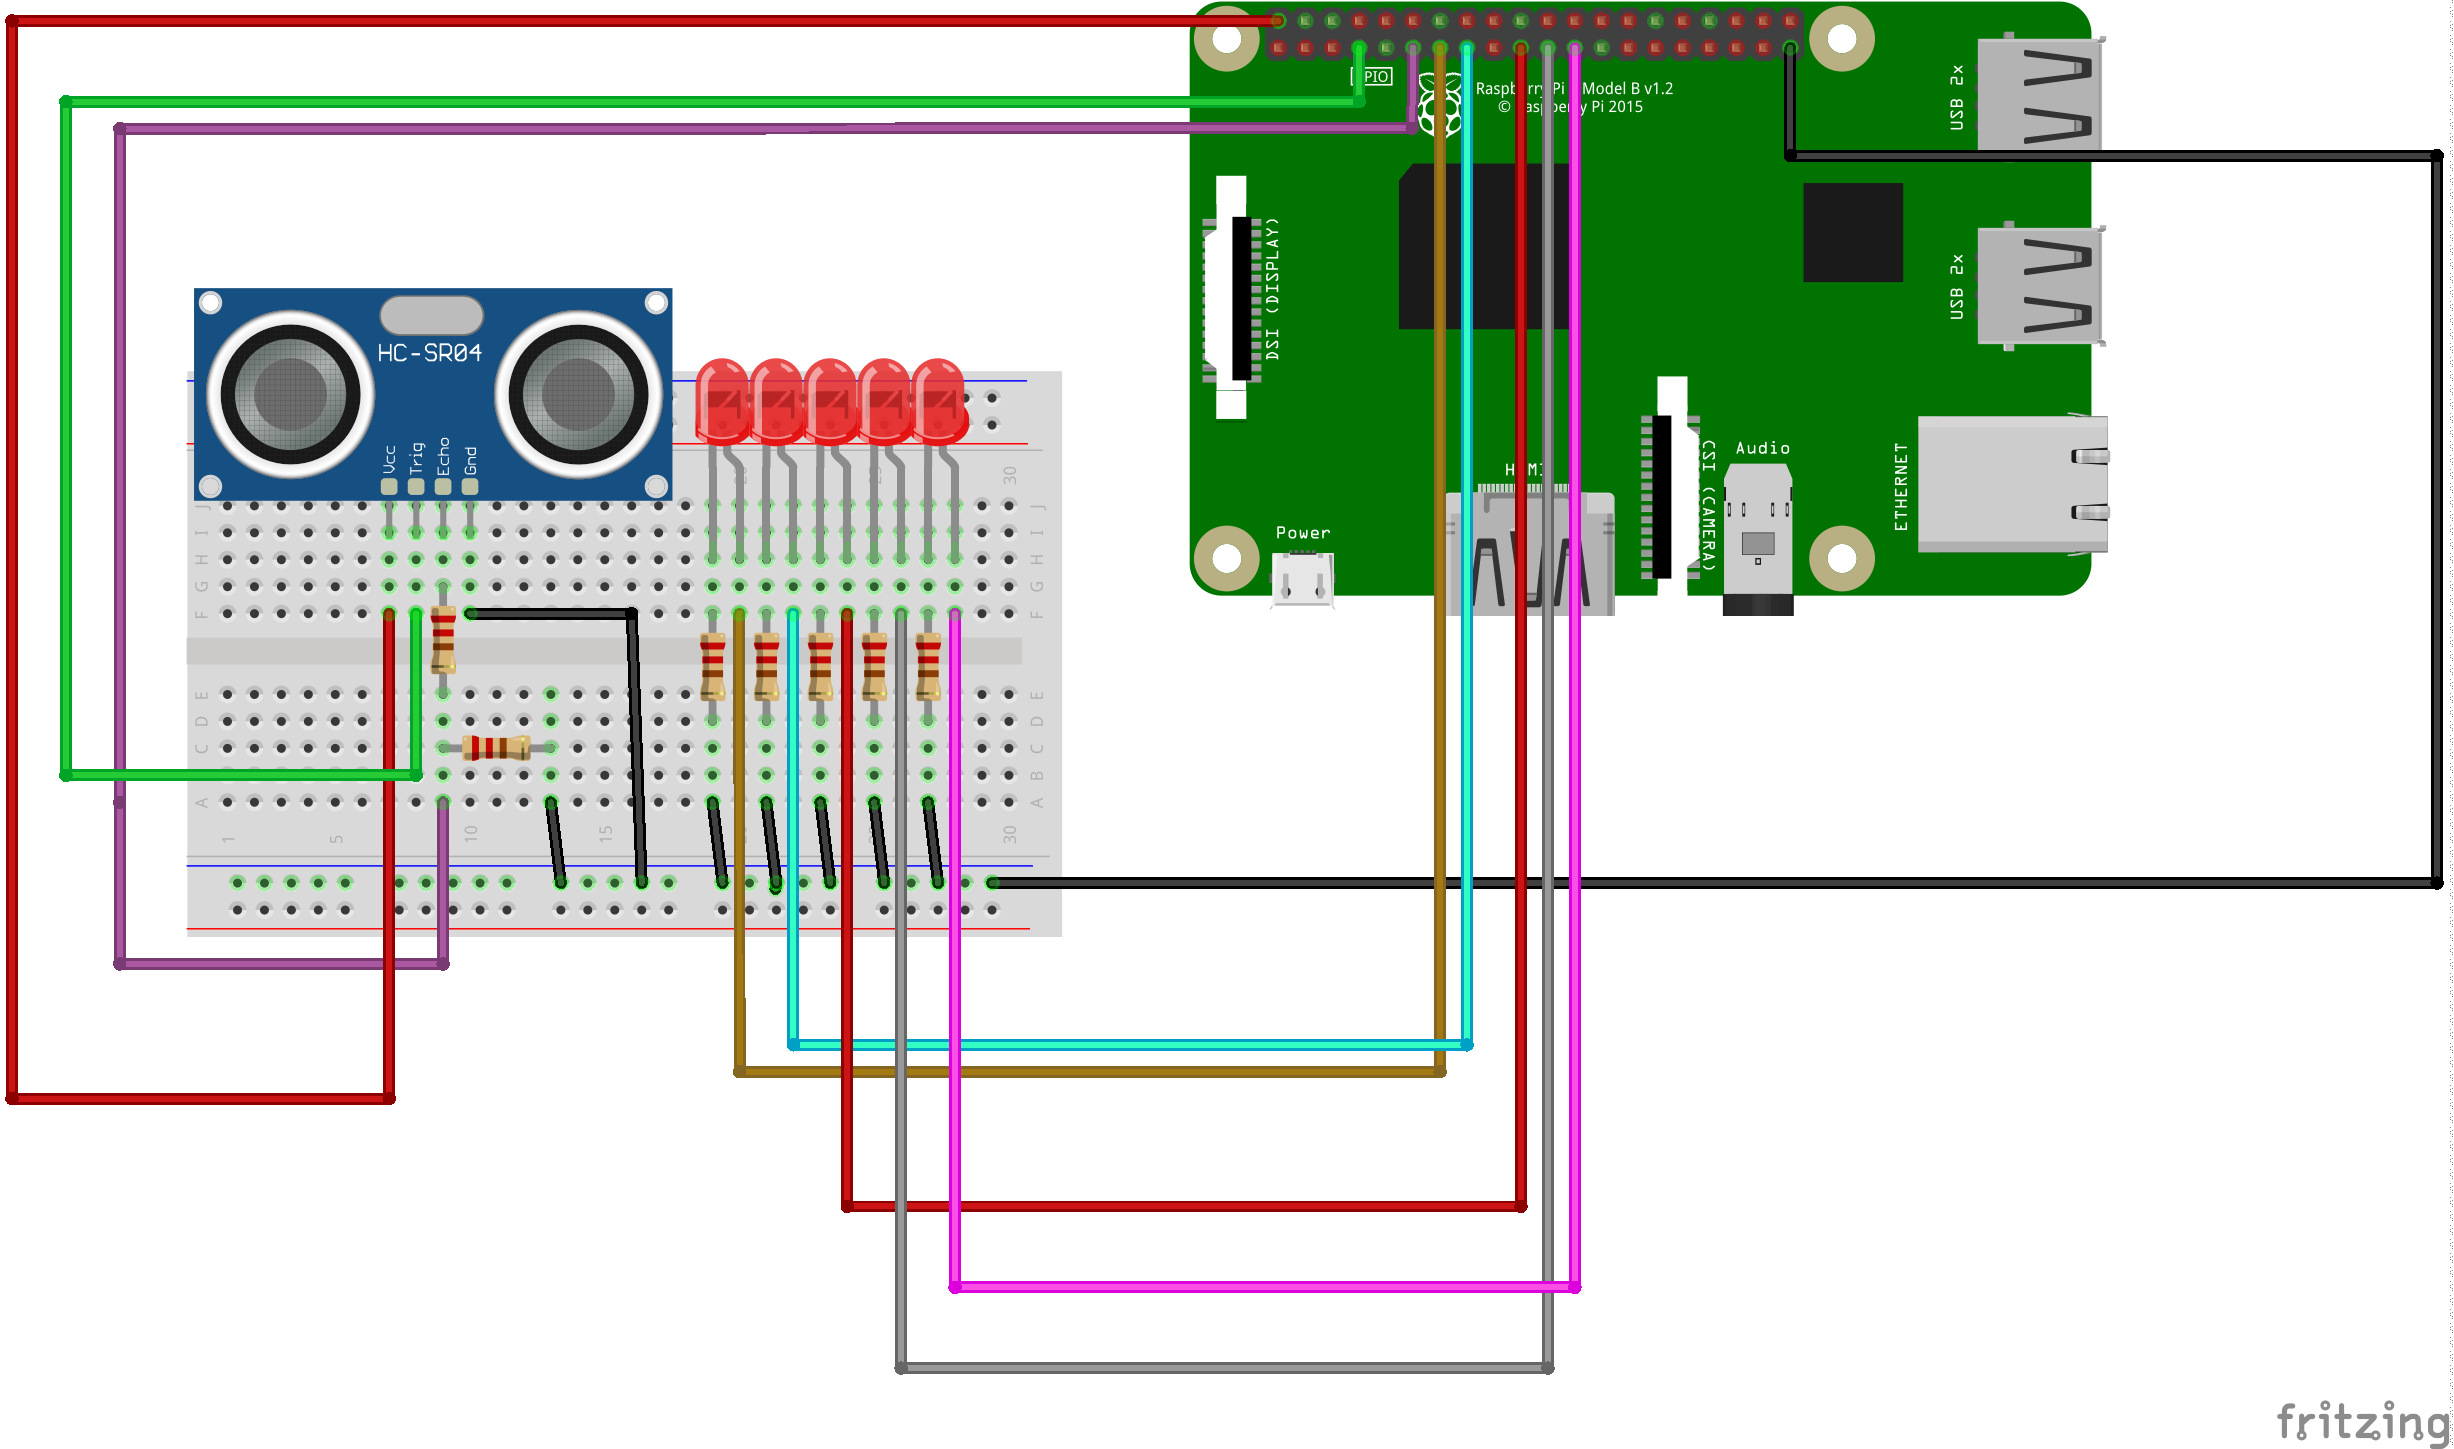 GPIO
Raspberry Pi Model B v1.2
© Raspberry Pi 2015
USB 2x
USB 2x
DSI (DISPLAY)
HC-SR04
Vcc
Trig
Echo
Gnd
Power
HDMI
CSI (CAMERA)
Audio
ETHERNET
30
J
I
H
G
F
E
D
C
B
A
J
I
H
G
F
E
D
C
B
A
1
5
10
15
30
fritzing